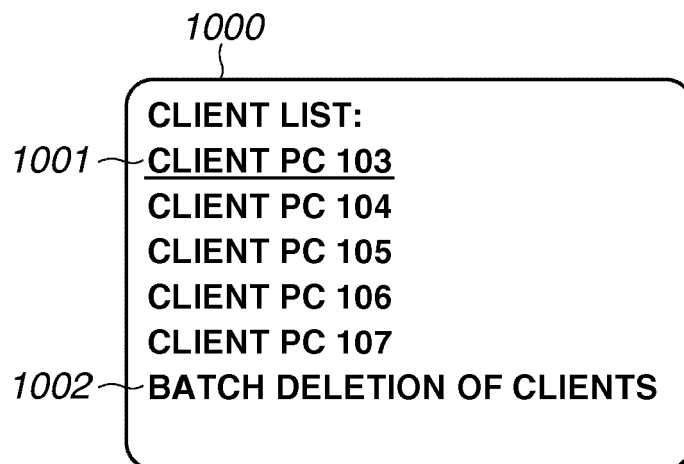 1000
CLIENT LIST:
1001 CLIENT PC 103
CLIENT PC 104
CLIENT PC 105
CLIENT PC 106
CLIENT PC 107
1002 BATCH DELETION OF CLIENTS